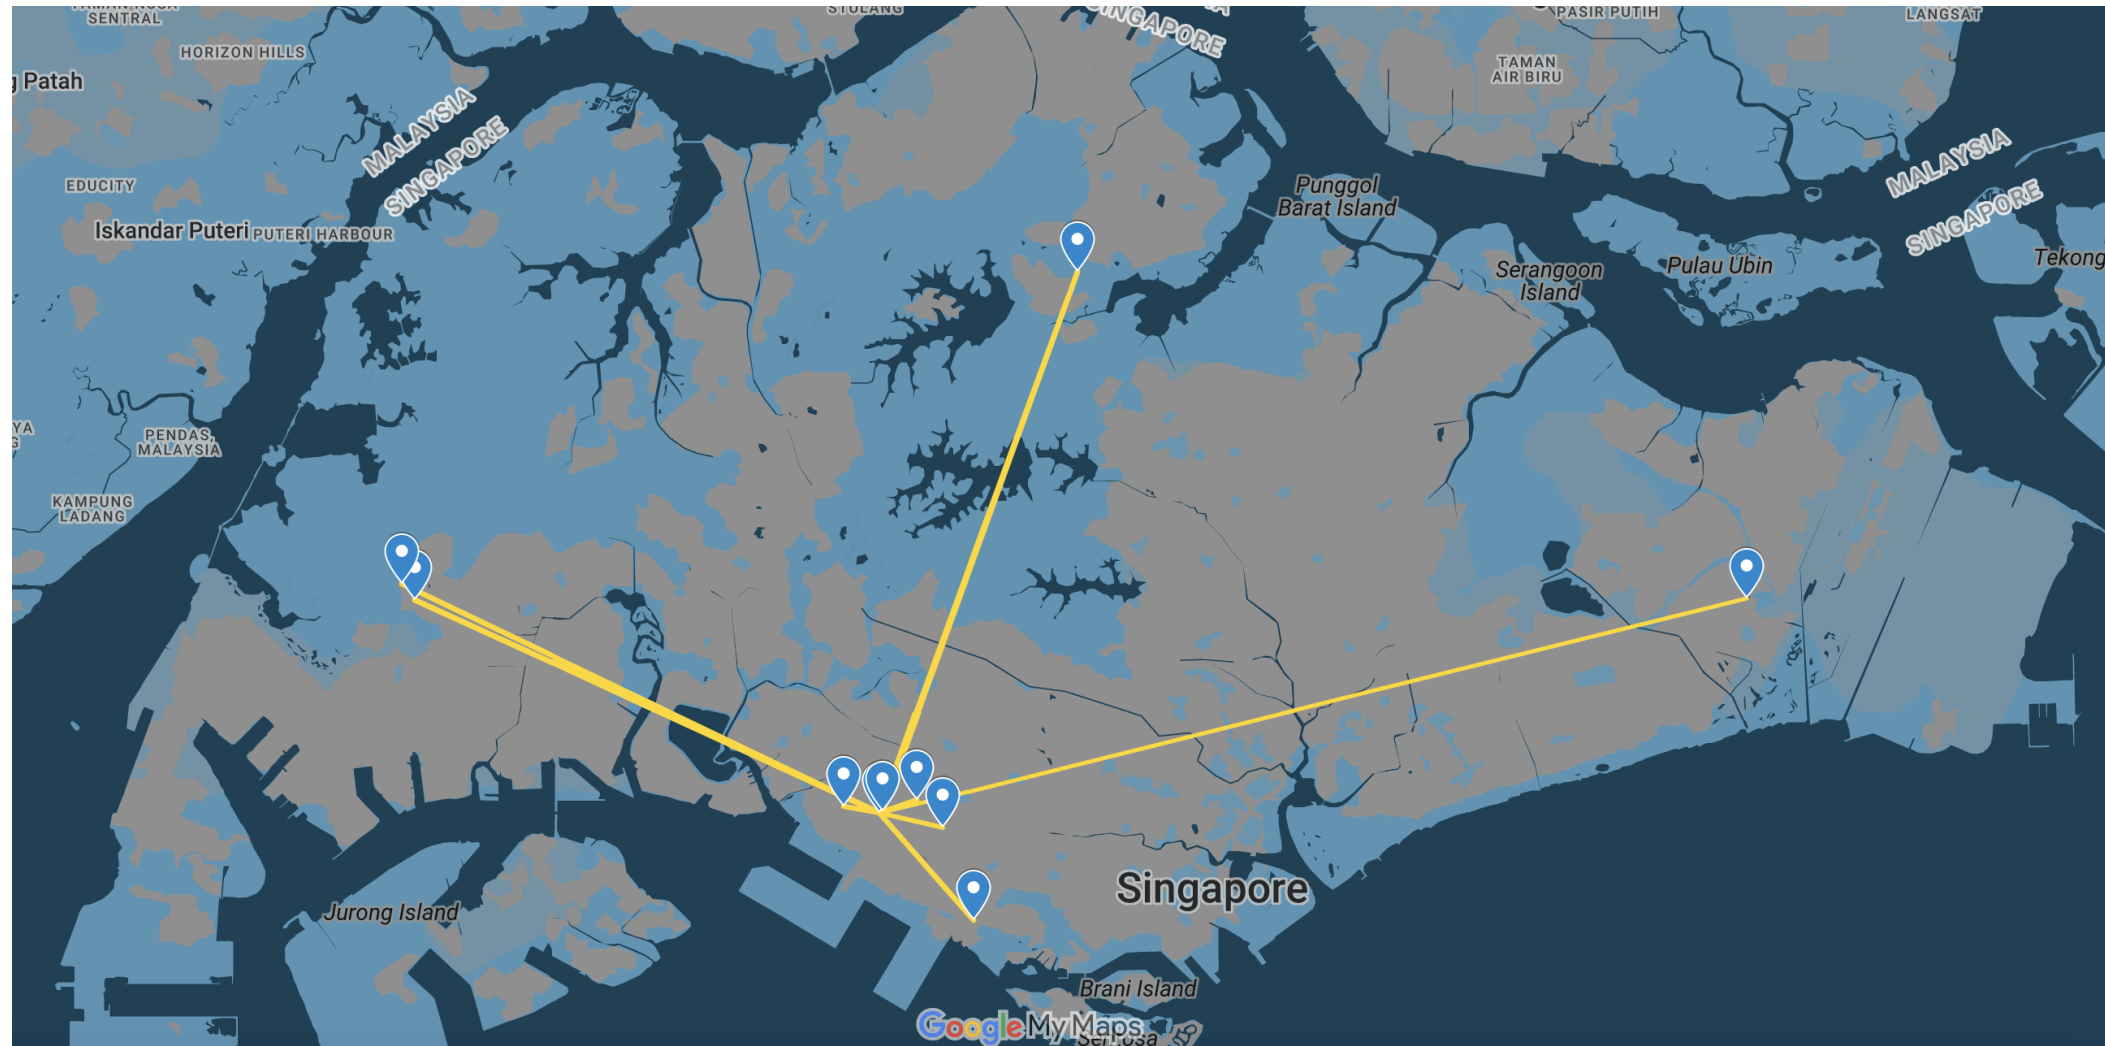 SENTRAL
STULANG
SINGAPORE
PASIR PUTIH
LANGSAT
HORIZON HILLS
TAMAN
AIR BIRU
g Patah
MALAYSIA
SINGAPORE
MALAYSIA
SINGAPORE
EDUCITY
Punggol
Barat Island
Iskandar Puteri
PUTERI HARBOUR
Serangoon
Island
Pulau Ubin
Tekong
YA
G
PENDAS,
MALAYSIA
KAMPUNG
LADANG
Singapore
Jurong Island
Brani Island
Google My Maps
Sentosa